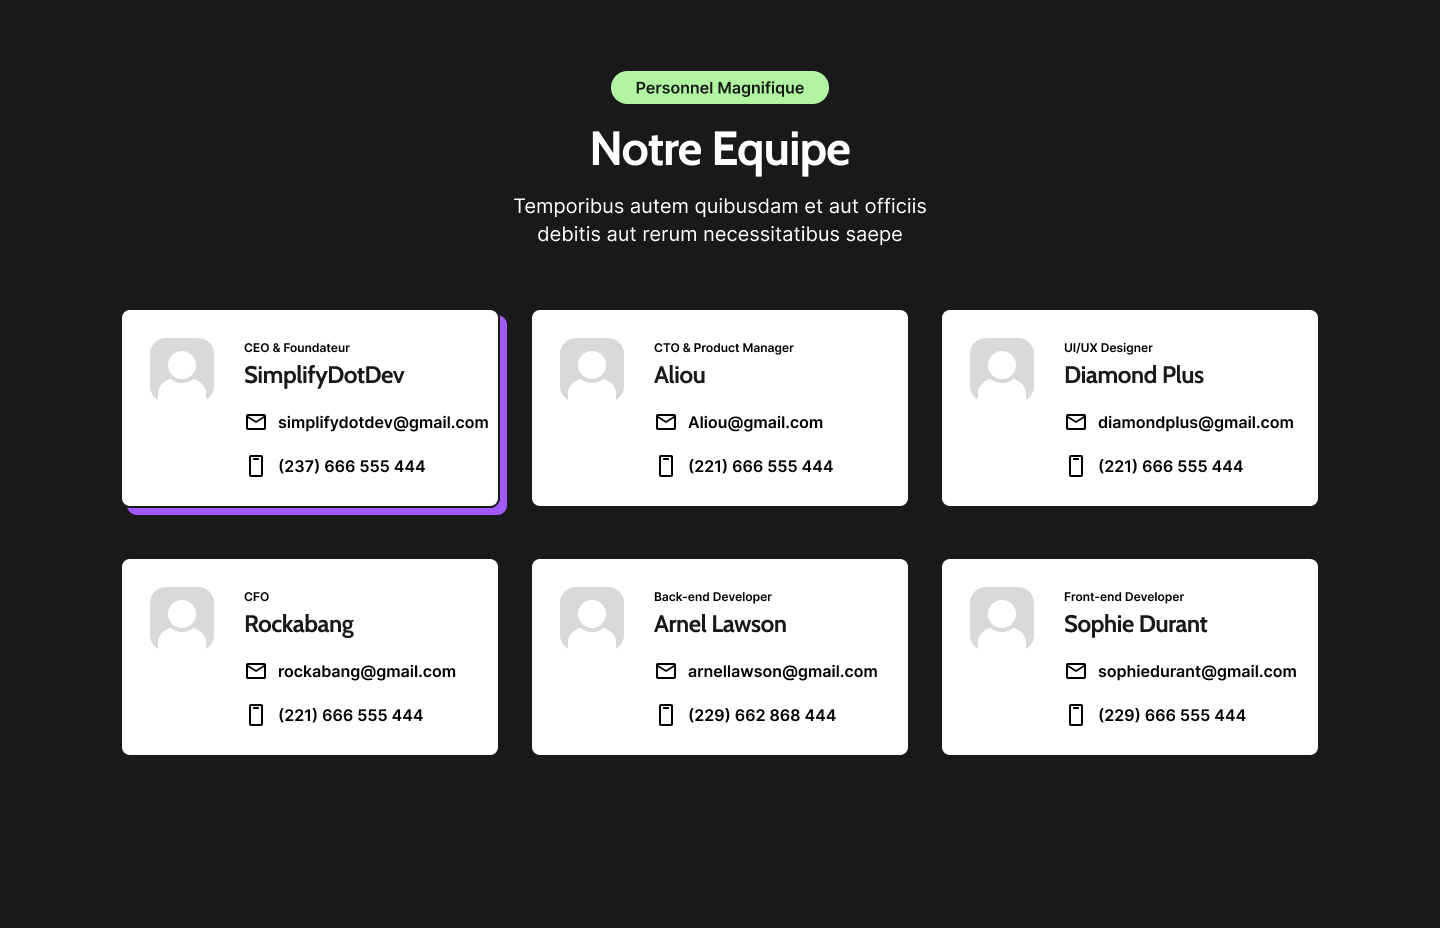 Personnel Magnifique
Notre Equipe
Temporibus autem quibusdam et aut officiis
debitis aut rerum necessitatibus saepe
CEO & Foundateur
SimplifyDotDev
simplifydotdev@gmail.com
(237) 666 555 444
CTO & Product Manager
Aliou
Aliou@gmail.com
(221) 666 555 444
UI/UX Designer
Diamond Plus
diamondplus@gmail.com
(221) 666 555 444
CFO
Rockabang
rockabang@gmail.com
(221) 666 555 444
Back-end Developer
Arnel Lawson
arnellawson@gmail.com
(229) 662 868 444
Front-end Developer
Sophie Durant
sophiedurant@gmail.com
(229) 666 555 444